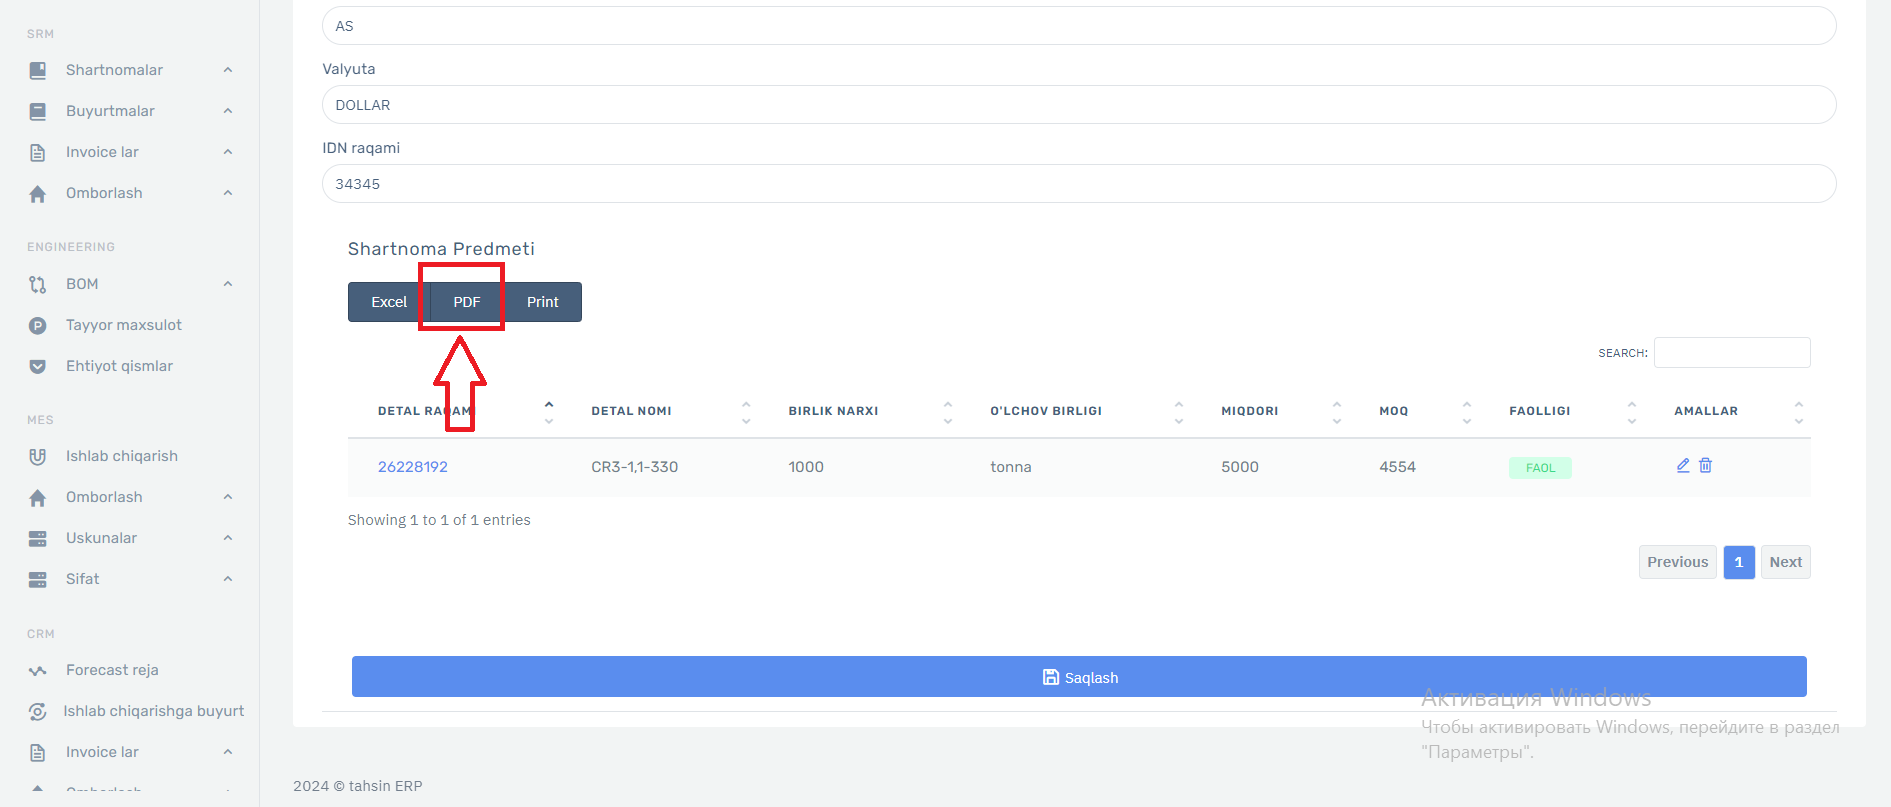 SRM
Shartnomalar
Buyurtmalar
Invoice lar
Omborlash
ENGINEERING
BOM
Tayyor maxsulot
Ehtiyot qismlar
MES
Ishlab chiqarish
Omborlash
Uskunalar
Sifat
CRM
Forecast reja
Ishlab chiqarishga buyurt
Invoice lar
Omborlash
AS
Valyuta
DOLLAR
IDN raqami
34345
Shartnoma Predmeti
Excel PDF Print
SEARCH:
DETAL RAQAMI DETAL NOMI BIRLIK NARXI O'LCHOV BIRLIGI MIQDORI MOQ FAOLLIGI AMALLAR
26228192 CR3-1,1-330 1000 tonna 5000 4554 FAOL
Showing 1 to 1 of 1 entries
Previous 1 Next
Saqlash
Активация Windows
Чтобы активировать Windows, перейдите в раздел
"Параметры".
2024 © tahsin ERP